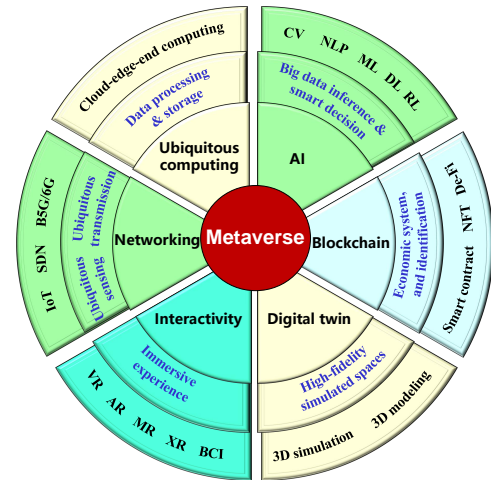 Cloud-edge-end computing
Data processing
& storage
Ubiquitous
computing
CV NLP ML DL RL
Big data inference &
smart decision
AI
B5G/6G
SDN
IoT
Ubiquitous
transmission
Ubiquitous
sensing
Networking
Metaverse
Blockchain
Economic system,
and identification
De-Fi
NFT
Smart contract
Interactivity
Immersive
experience
VR AR MR XR BCI
Digital twin
High-fidelity
simulated spaces
3D simulation 3D modeling